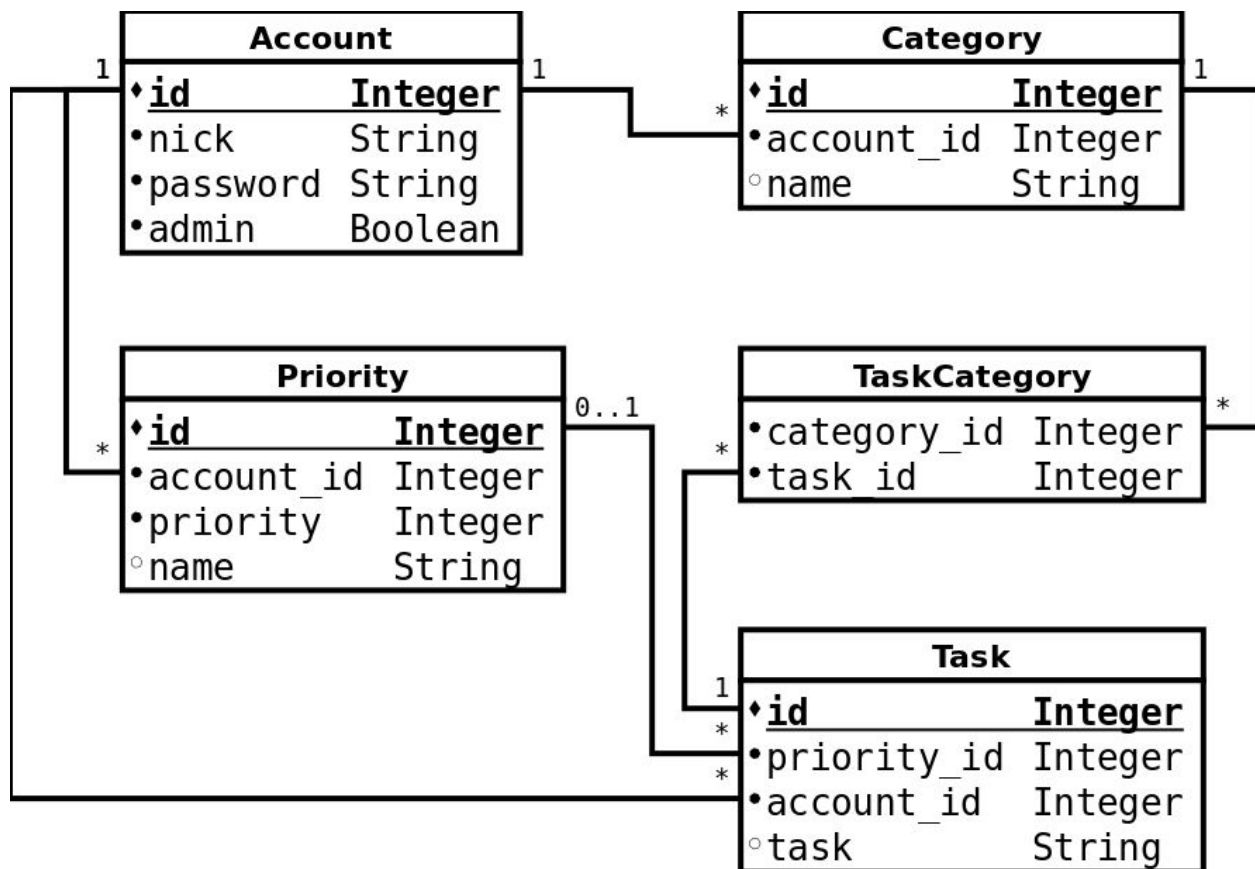 Account
1
id Integer
nick String
password String
admin Boolean
1
*
Category
id Integer
account_id Integer
name String
1
Priority
*
id Integer
account_id Integer
priority Integer
name String
0..1
TaskCategory
*
category_id Integer
task_id Integer
*
Task
1
*
*
id Integer
priority_id Integer
account_id Integer
task String